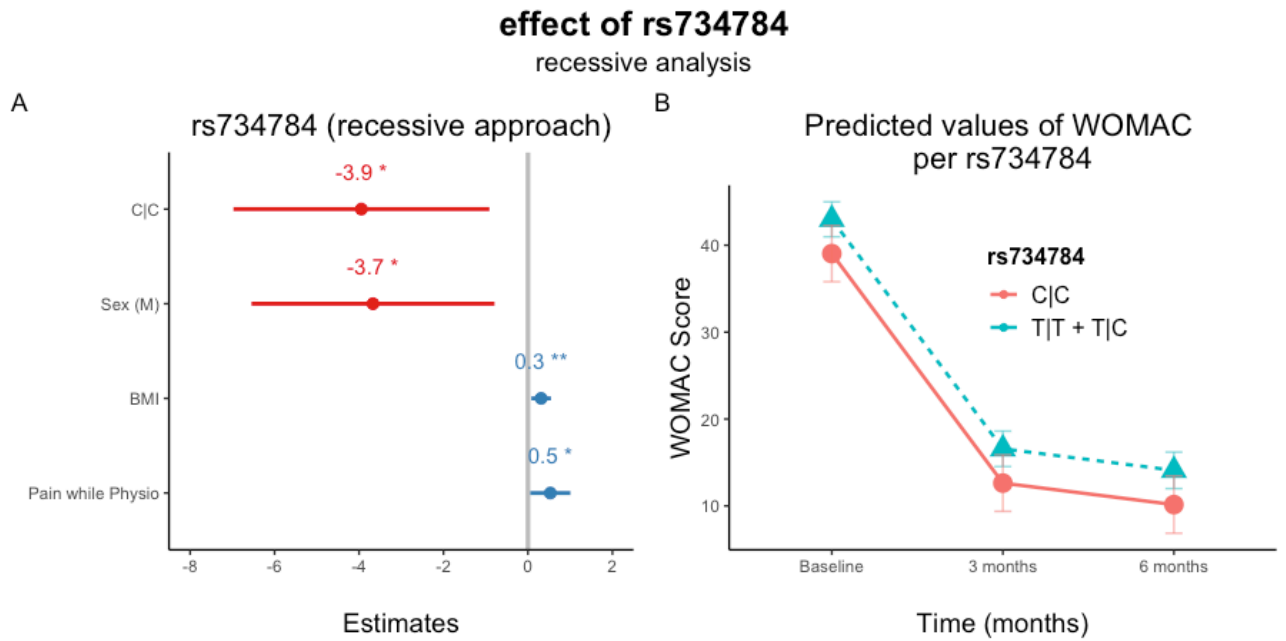 effect of rs734784
recessive analysis
A
rs734784 (recessive approach)
-3.9 *
C|C
-3.7 *
Sex (M)
0.3 **
BMI
0.5 *
Pain while Physio
-8 -6 -4 -2 0 2
Estimates
B
Predicted values of WOMAC
per rs734784
WOMAC Score
40
30
20
10
rs734784
C|C
T|T + T|C
Baseline 3 months 6 months
Time (months)